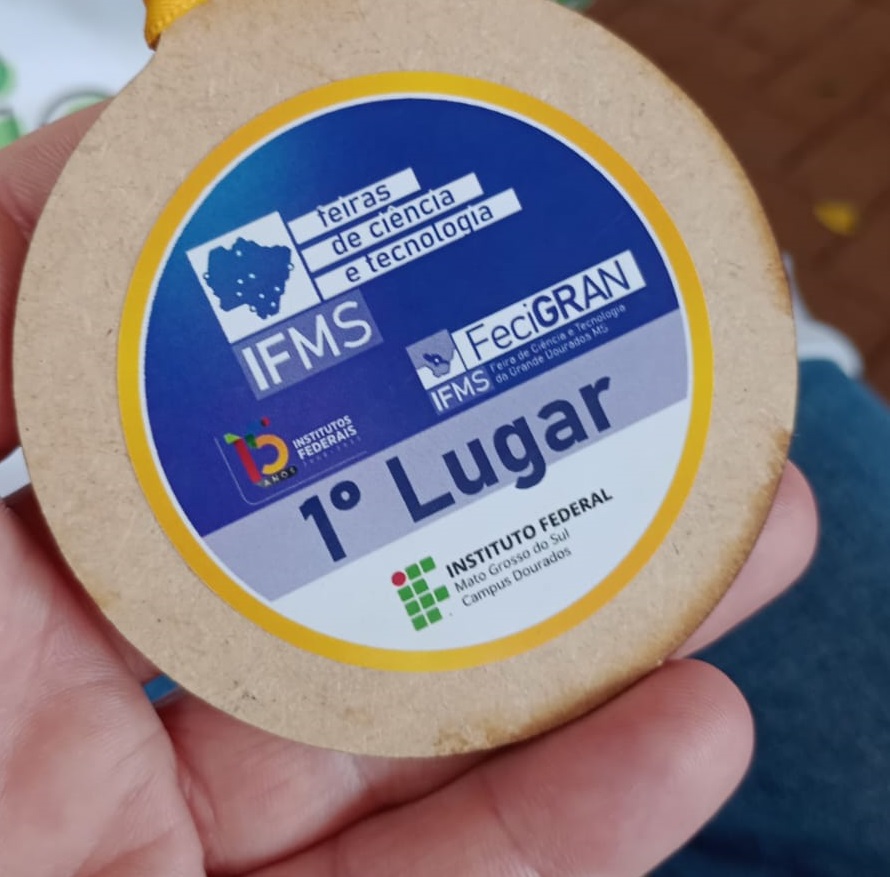 feiras
de ciência
e tecnologia
IFMS
FeciGRAN
IFMS
Feira de Ciência e Tecnologia
da Grande Dourados MS
15
ANOS
INSTITUTOS
FEDERAIS
1º Lugar
INSTITUTO FEDERAL
Mato Grosso do Sul
Campus Dourados